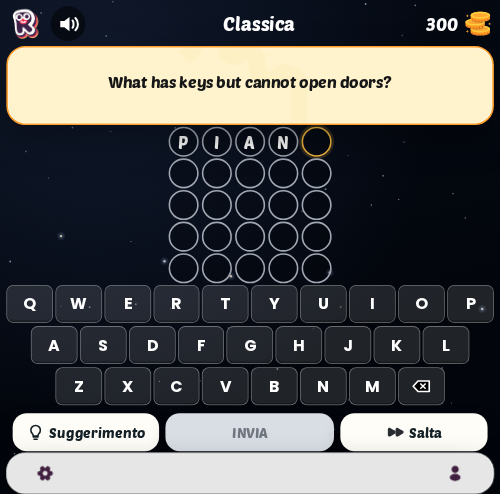 Classica
300
What has keys but cannot open doors?
P I A N
Q W E R T Y U I O P
A S D F G H J K L
Z X C V B N M
Suggerimento INVIA Salta